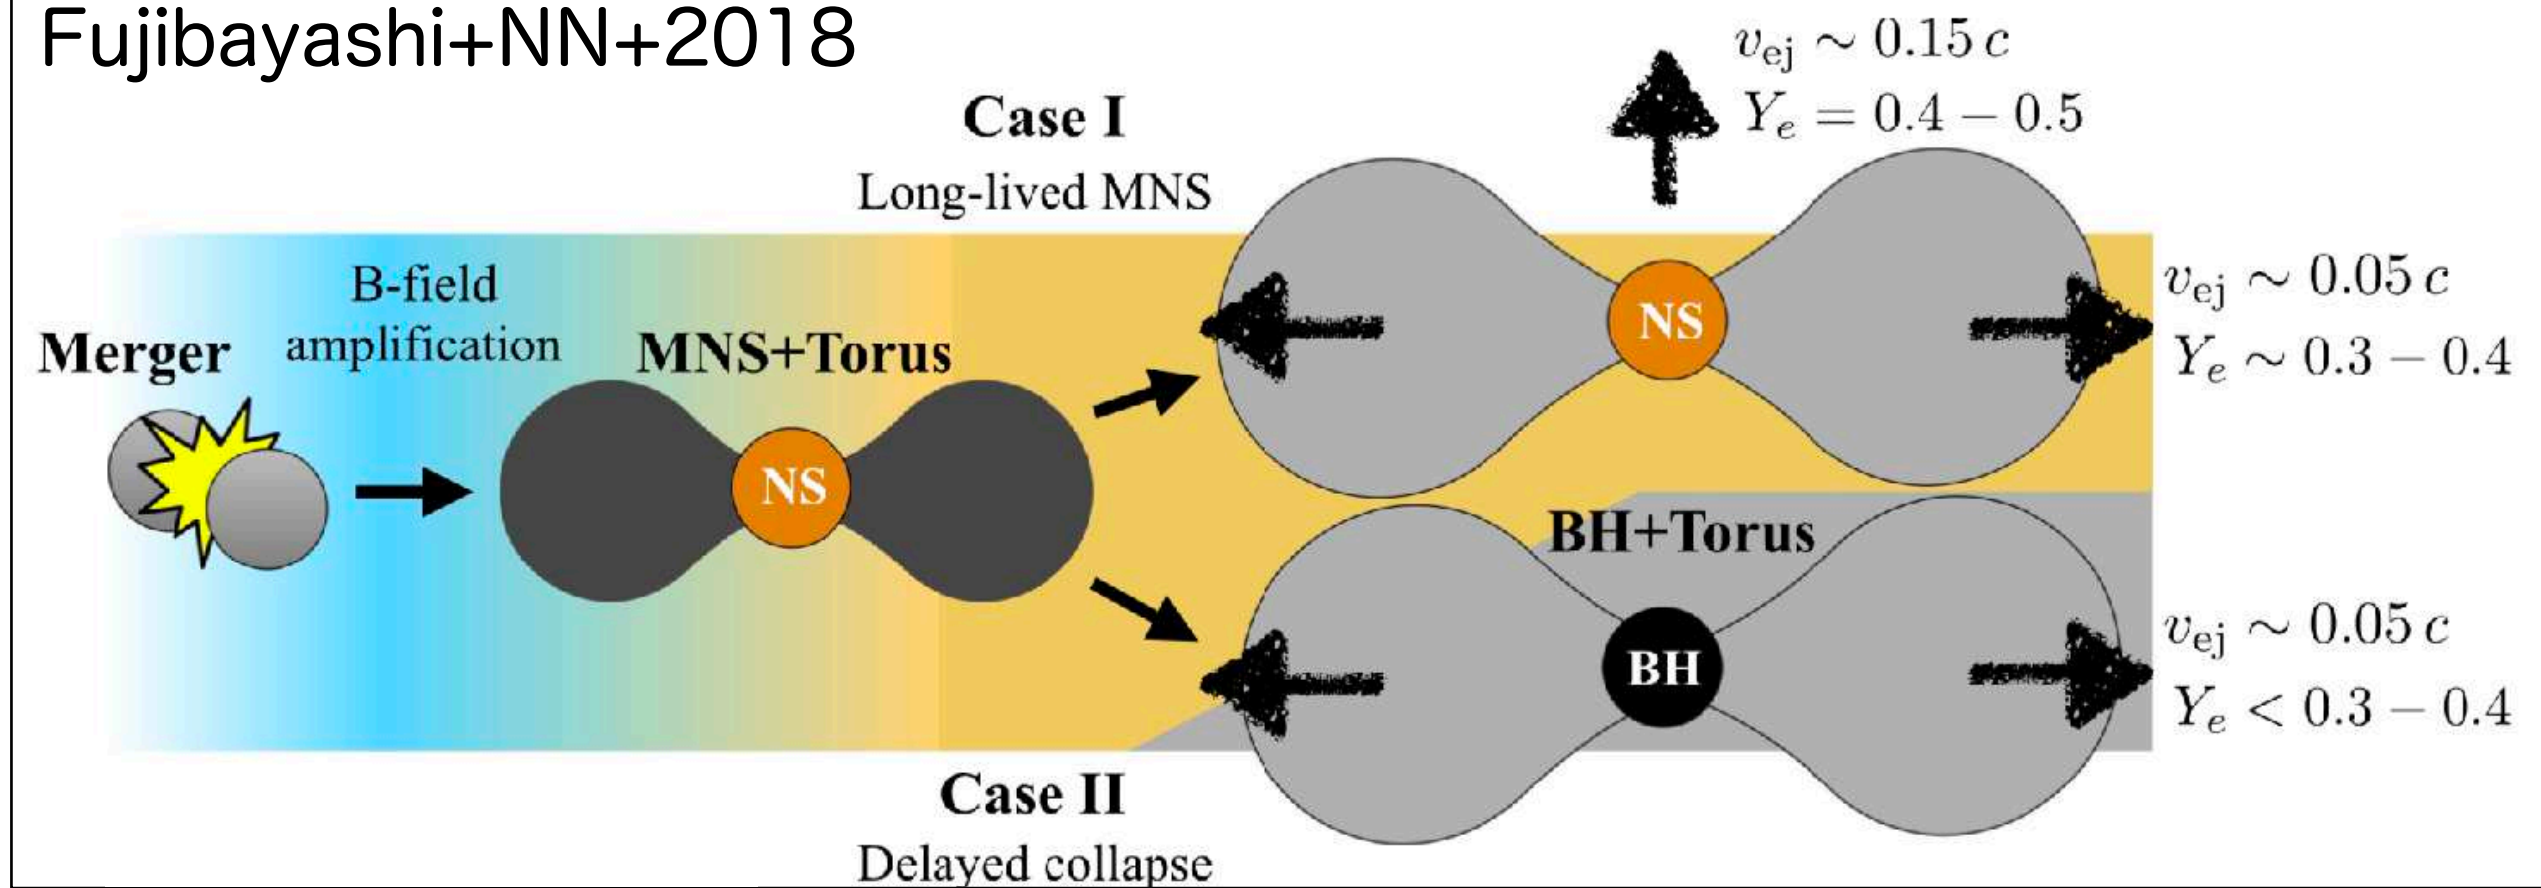 Fujibayashi+NN+2018
Case I
Long-lived MNS
Merger
B-field
amplification
MNS+Torus
NS
NS
v_ej ∼ 0.15 c
Y_e = 0.4 − 0.5
v_ej ∼ 0.05 c
Y_e ∼ 0.3 − 0.4
BH+Torus
BH
v_ej ∼ 0.05 c
Y_e < 0.3 − 0.4
Case II
Delayed collapse